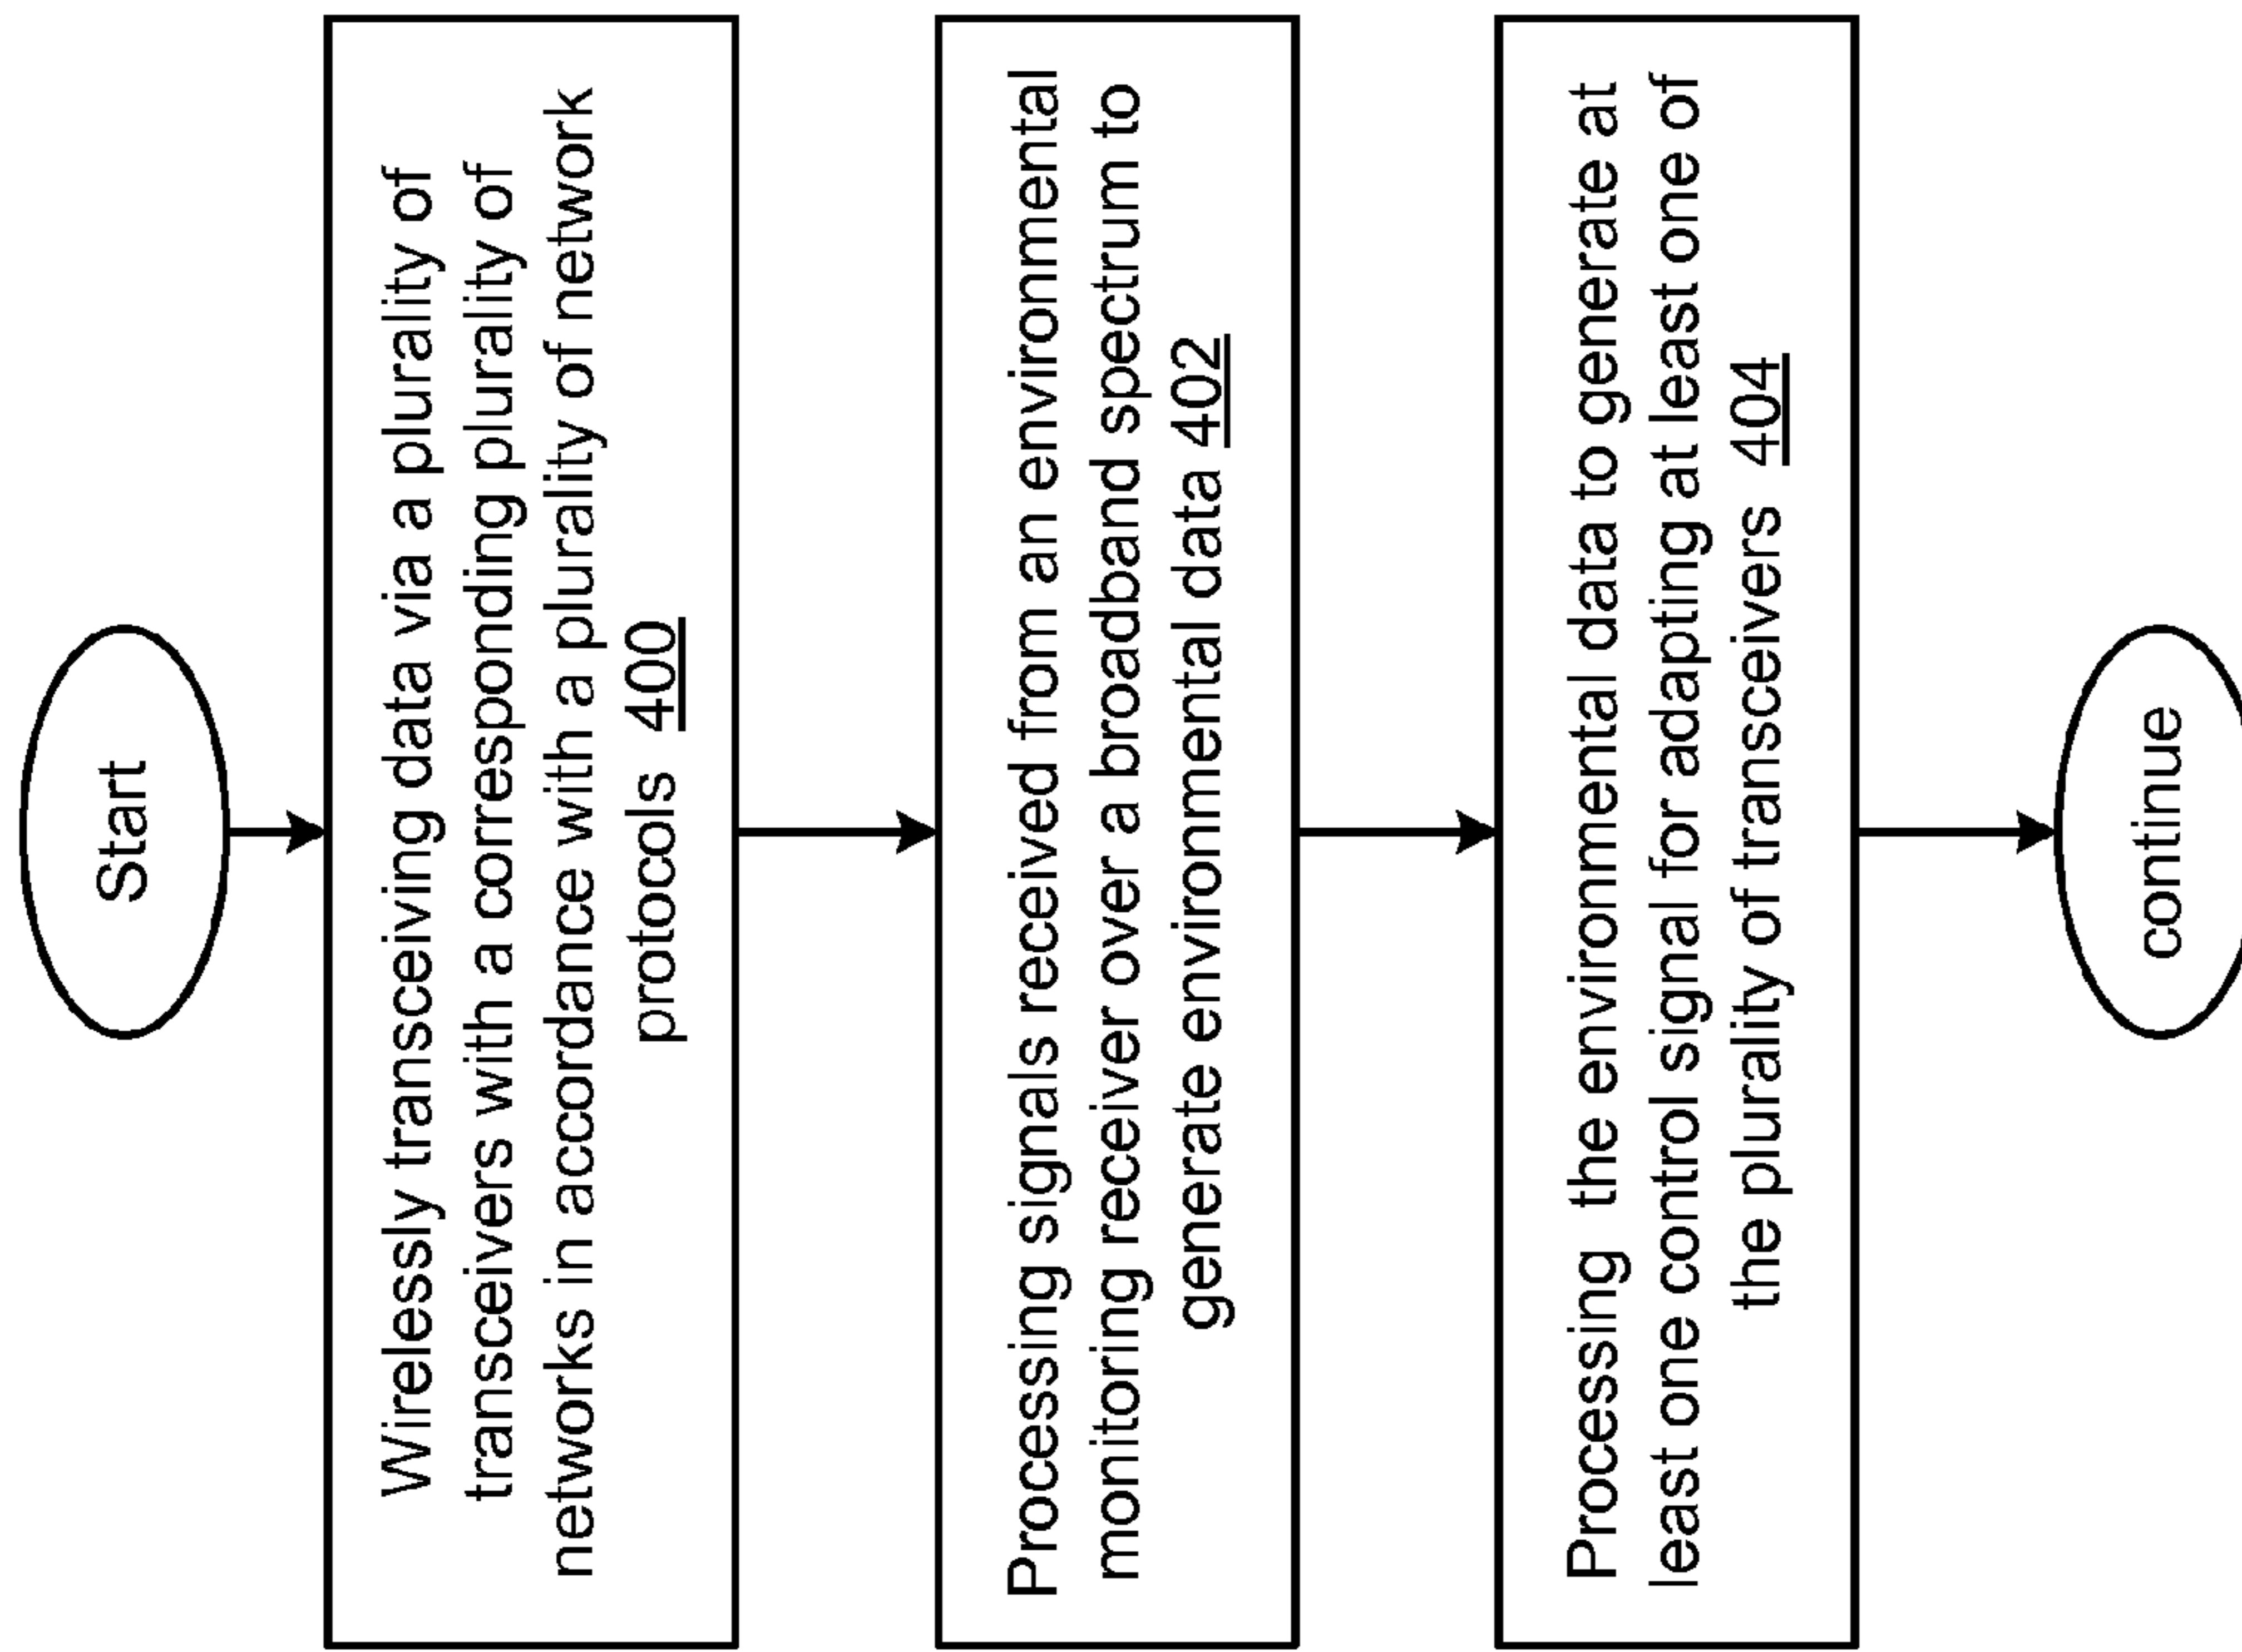 Start
Wirelessly transceiving data via a plurality of
transceivers with a corresponding plurality of
networks in accordance with a plurality of network
protocols 400
Processing signals received from an environmental
monitoring receiver over a broadband spectrum to
generate environmental data 402
Processing the environmental data to generate at
least one control signal for adapting at least one of
the plurality of transceivers 404
continue